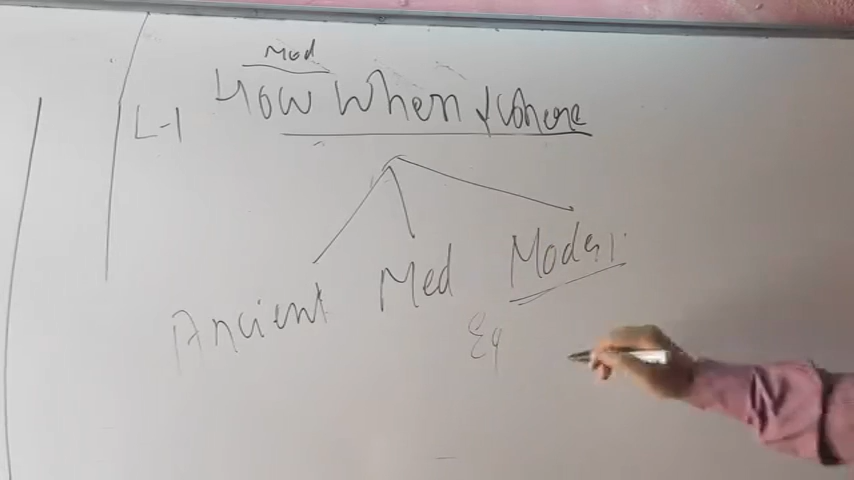 Mod
L-1 How When & Where
Ancient Med Modern
Eg